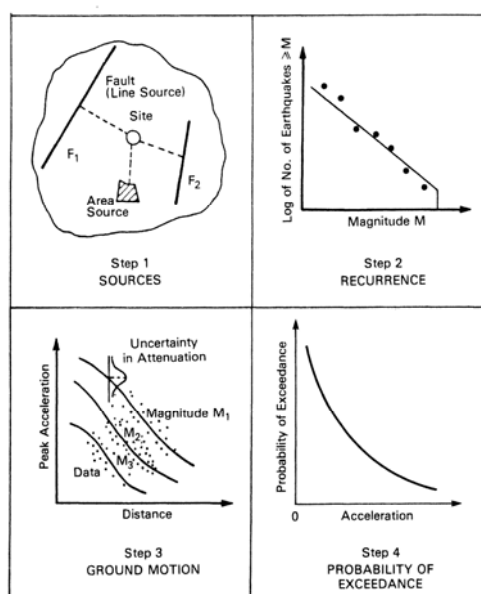 Fault
(Line Source)
Site
F1
F2
Area
Source
Step 1
SOURCES
Log of No. of Earthquakes ≥ M
Magnitude M
Step 2
RECURRENCE
Uncertainty
in Attenuation
Magnitude M1
M2
M3
Data
Peak Acceleration
Distance
Step 3
GROUND MOTION
Probability of Exceedance
0
Acceleration
Step 4
PROBABILITY OF
EXCEEDANCE